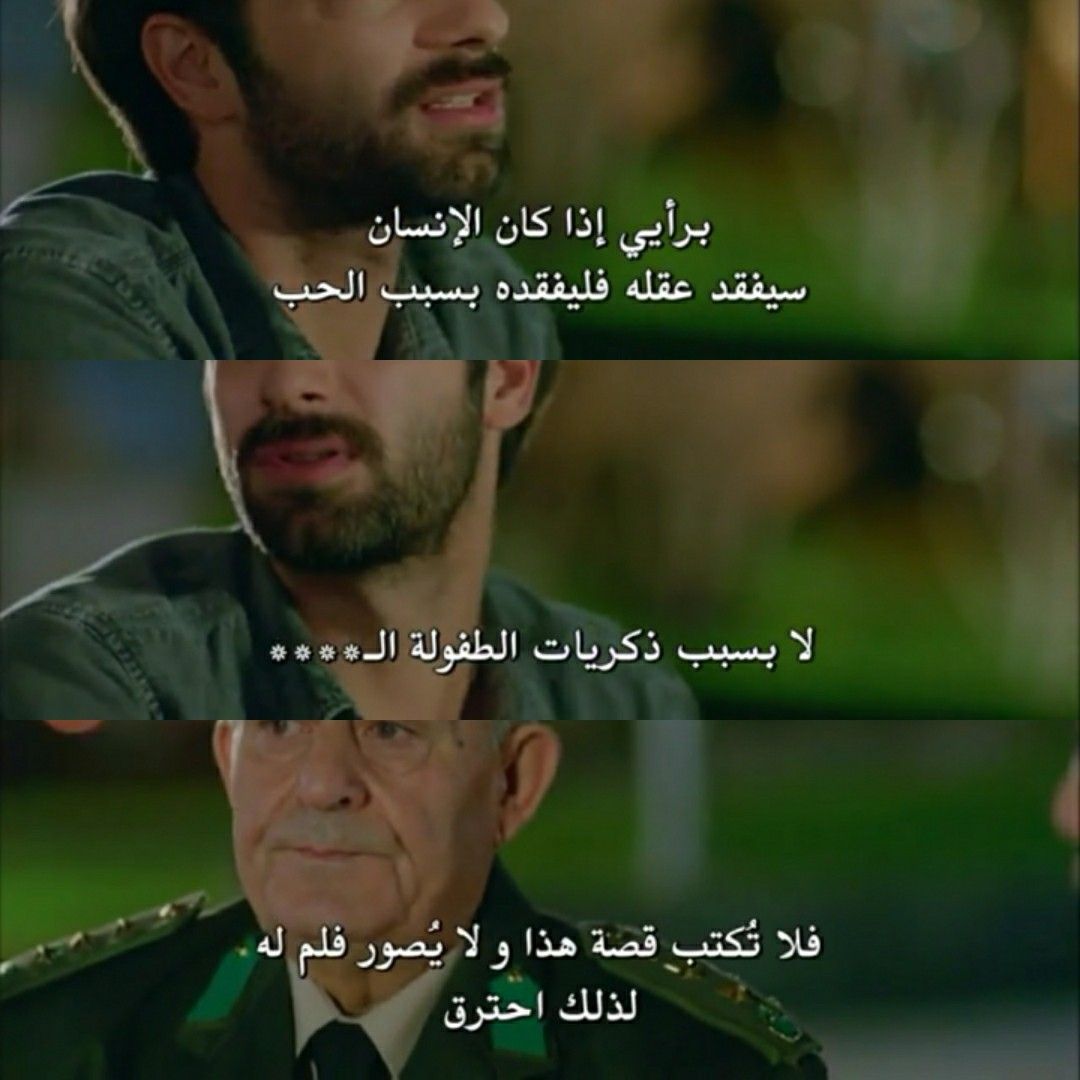 برأيي إذا كان الإنسان
سيفقد عقله فليفقده بسبب الحب
لا بسبب ذكريات الطفولة الـ****
فلا تُكتب قصة هذا و لا يُصور فلم له
لذلك احترق